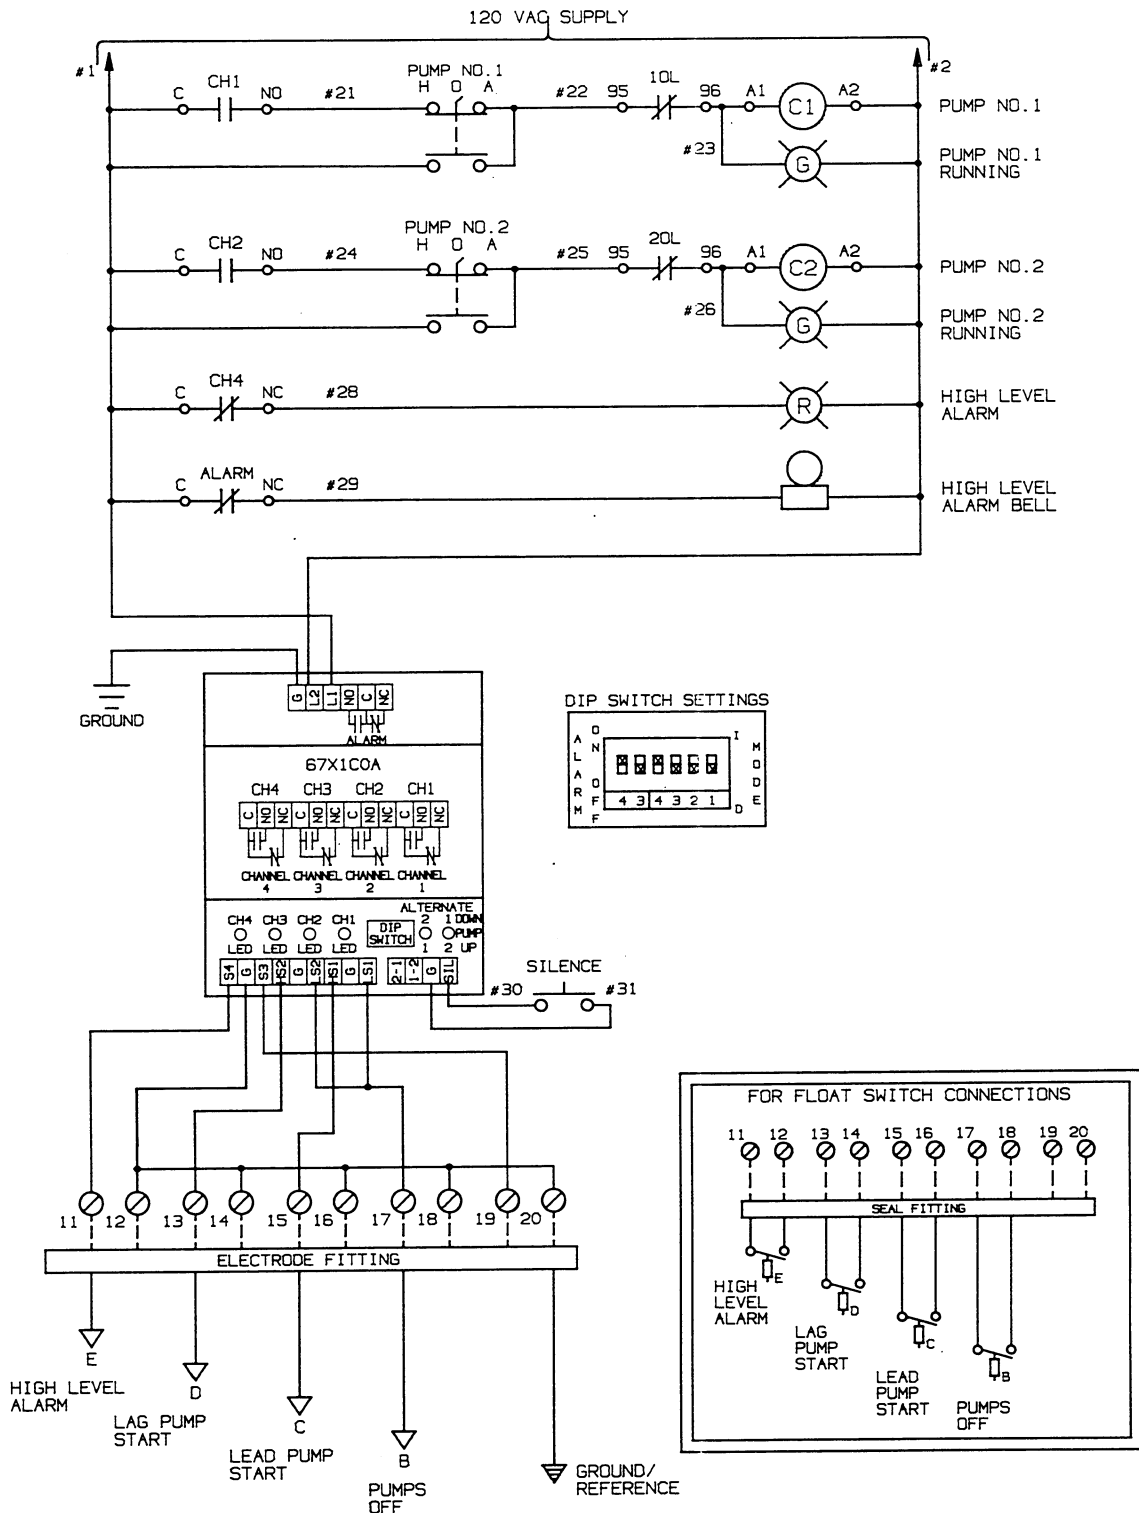 120 VAC SUPPLY
#1
#2
C CH1 NO #21
PUMP NO.1
H O A
#22 95 1OL 96 A1 C1 A2
PUMP NO.1
#23
G
PUMP NO.1
RUNNING
C CH2 NO #24
PUMP NO.2
H O A
#25 95 2OL 96 A1 C2 A2
PUMP NO.2
#26
G
PUMP NO.2
RUNNING
C CH4 NC #28
R
HIGH LEVEL
ALARM
C ALARM NC #29
HIGH LEVEL
ALARM BELL
GROUND
G L2 L1 NO C NC
ALARM
67X1COA
CH4 CH3 CH2 CH1
C NO NC C NO NC C NO NC C NO NC
CHANNEL CHANNEL CHANNEL CHANNEL
4 3 2 1
ALTERNATE
CH4 CH3 CH2 CH1
LED LED LED LED
DIP
SWITCH
2 1 DOWN
PUMP
1 2 UP
S4 G S3 HS2 G LS2 HS1 G LS1
2-1 1-2 G SIL
DIP SWITCH SETTINGS
ALARM
ON OFF
4 3 4 3 2 1
I
D
MODE
SILENCE
#30 #31
11 12 13 14 15 16 17 18 19 20
ELECTRODE FITTING
E
HIGH LEVEL
ALARM
D
LAG PUMP
START
C
LEAD PUMP
START
B
PUMPS
OFF
GROUND/
REFERENCE
FOR FLOAT SWITCH CONNECTIONS
11 12 13 14 15 16 17 18 19 20
SEAL FITTING
E
HIGH
LEVEL
ALARM
D
LAG
PUMP
START
C
LEAD
PUMP
START
B
PUMPS
OFF